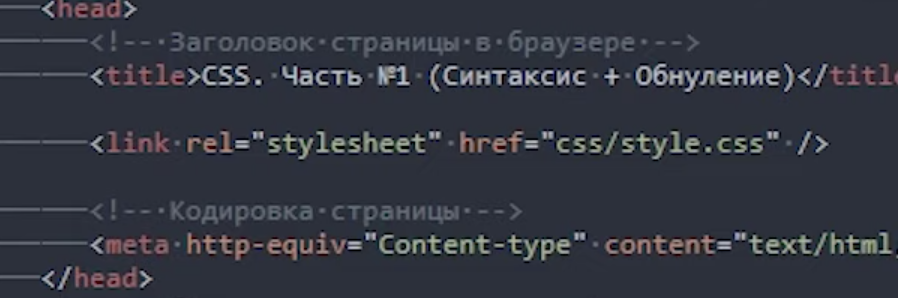 <head>
<!-- Заголовок страницы в браузере -->
<title>CSS. Часть №1 (Синтаксис + Обнуление)</titl
<link rel="stylesheet" href="css/style.css" />
<!-- Кодировка страницы -->
<meta http-equiv="Content-type" content="text/html
</head>